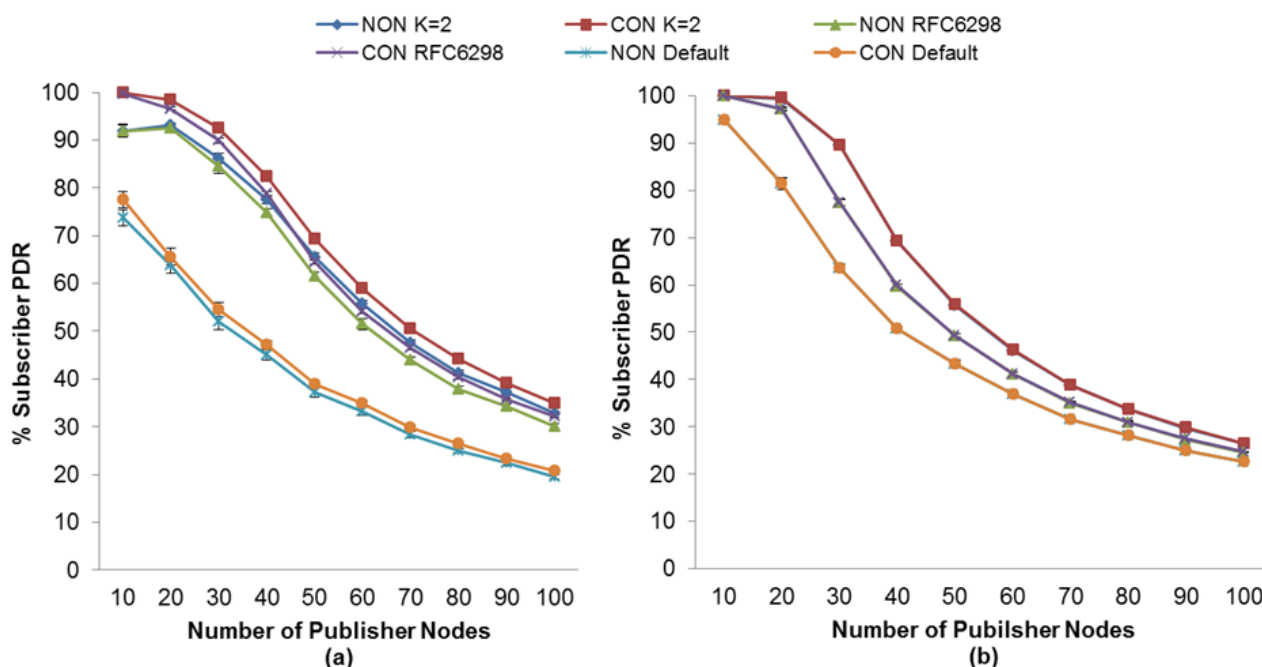 NON K=2 CON K=2 NON RFC6298
CON RFC6298 NON Default CON Default
% Subscriber PDR
100
90
80
70
60
50
40
30
20
10
0
10 20 30 40 50 60 70 80 90 100
Number of Publisher Nodes
(a)
% Subscriber PDR
100
90
80
70
60
50
40
30
20
10
0
10 20 30 40 50 60 70 80 90 100
Number of Pubilsher Nodes
(b)